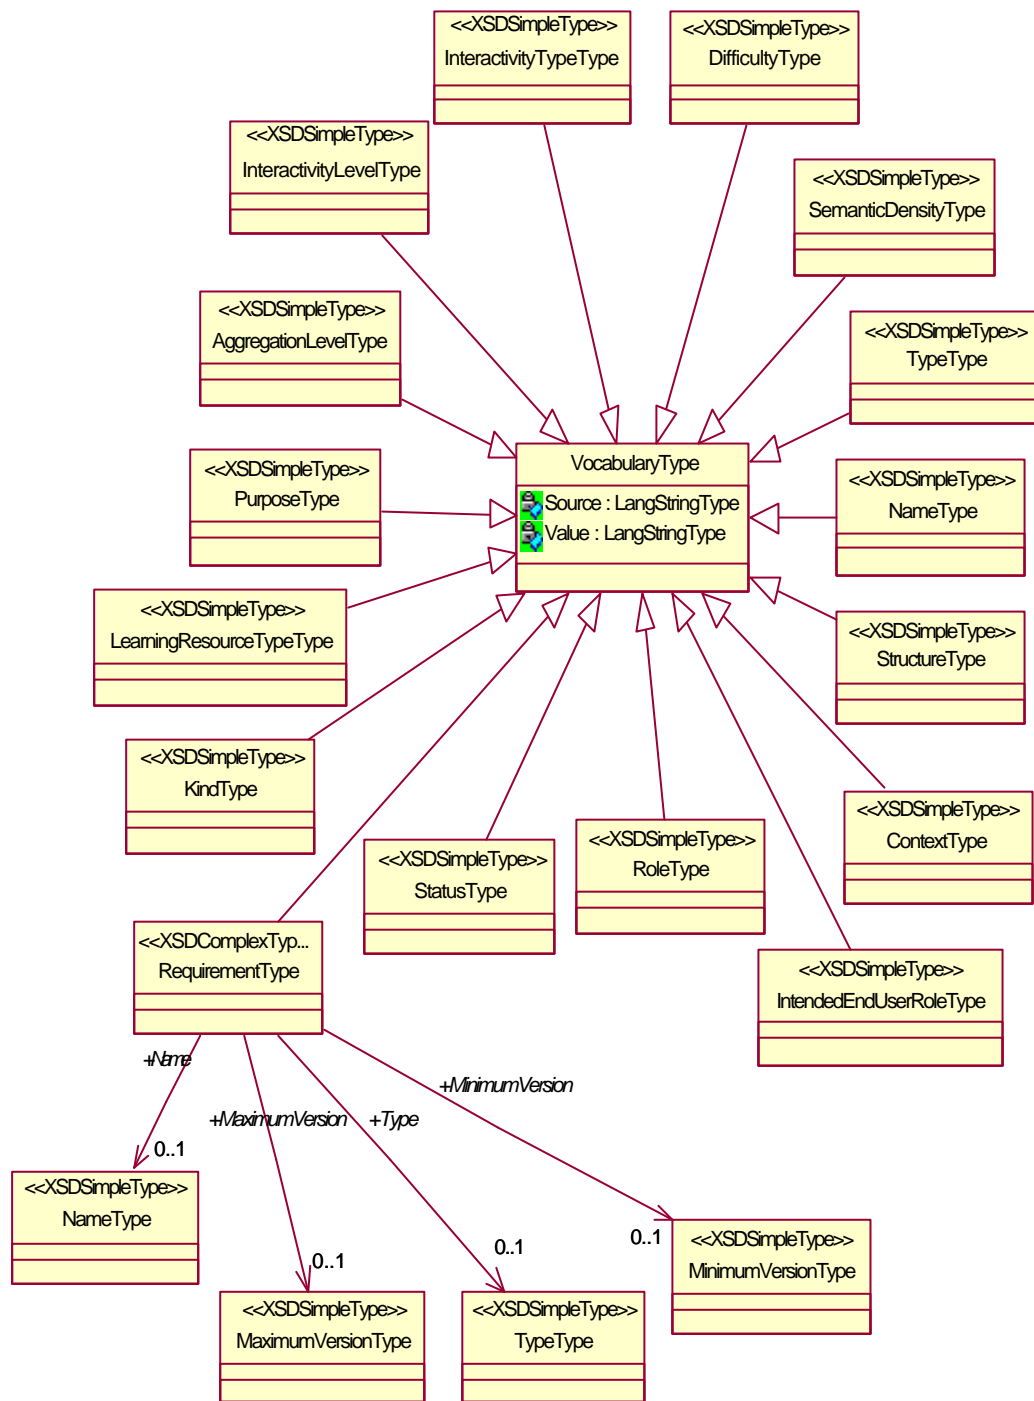 <<XSDSimpleType>>
InteractivityTypeType
<<XSDSimpleType>>
DifficultyType
<<XSDSimpleType>>
InteractivityLevelType
<<XSDSimpleType>>
SemanticDensityType
<<XSDSimpleType>>
AggregationLevelType
<<XSDSimpleType>>
TypeType
VocabularyType
Source : LangStringType
Value : LangStringType
<<XSDSimpleType>>
PurposeType
<<XSDSimpleType>>
NameType
<<XSDSimpleType>>
LearningResourceTypeType
<<XSDSimpleType>>
StructureType
<<XSDSimpleType>>
KindType
<<XSDSimpleType>>
StatusType
<<XSDSimpleType>>
RoleType
<<XSDSimpleType>>
ContextType
<<XSDComplexTyp...
RequirementType
<<XSDSimpleType>>
IntendedEndUserRoleType
+Name
+MaximumVersion
+Type
+MinimumVersion
0..1
0..1
0..1
0..1
<<XSDSimpleType>>
NameType
<<XSDSimpleType>>
MaximumVersionType
<<XSDSimpleType>>
TypeType
<<XSDSimpleType>>
MinimumVersionType